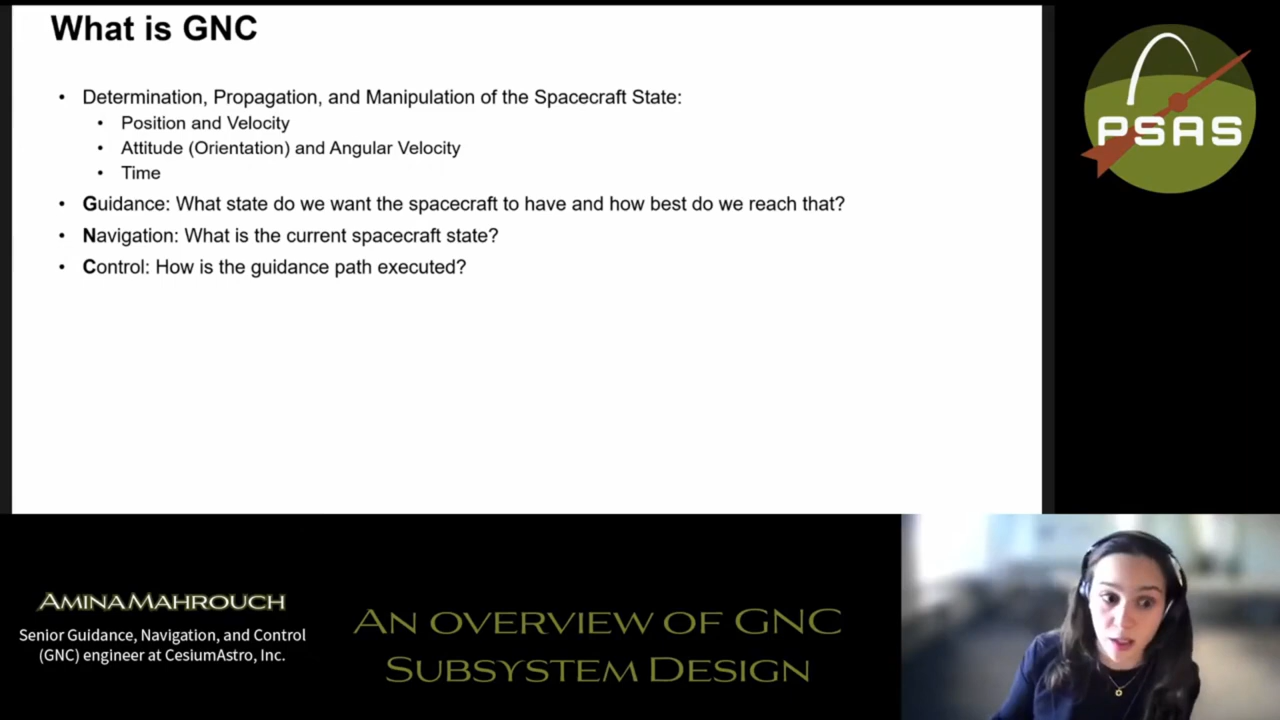 What is GNC
• Determination, Propagation, and Manipulation of the Spacecraft State:
• Position and Velocity
• Attitude (Orientation) and Angular Velocity
• Time
• Guidance: What state do we want the spacecraft to have and how best do we reach that?
• Navigation: What is the current spacecraft state?
• Control: How is the guidance path executed?
PSAS
Amina Mahrouch
Senior Guidance, Navigation, and Control
(GNC) engineer at CesiumAstro, Inc.
An overview of GNC
Subsystem Design